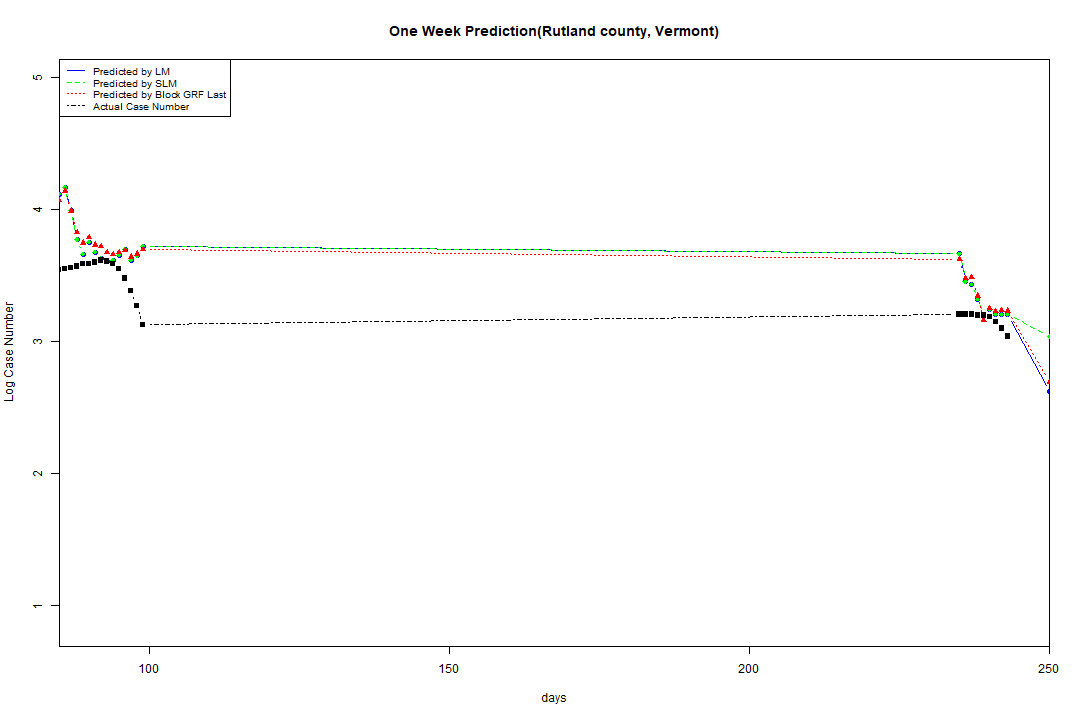 One Week Prediction(Rutland county, Vermont)
Predicted by LM
Predicted by SLM
Predicted by Block GRF Last
Actual Case Number
5
4
3
2
1
Log Case Number
100
150
200
250
days